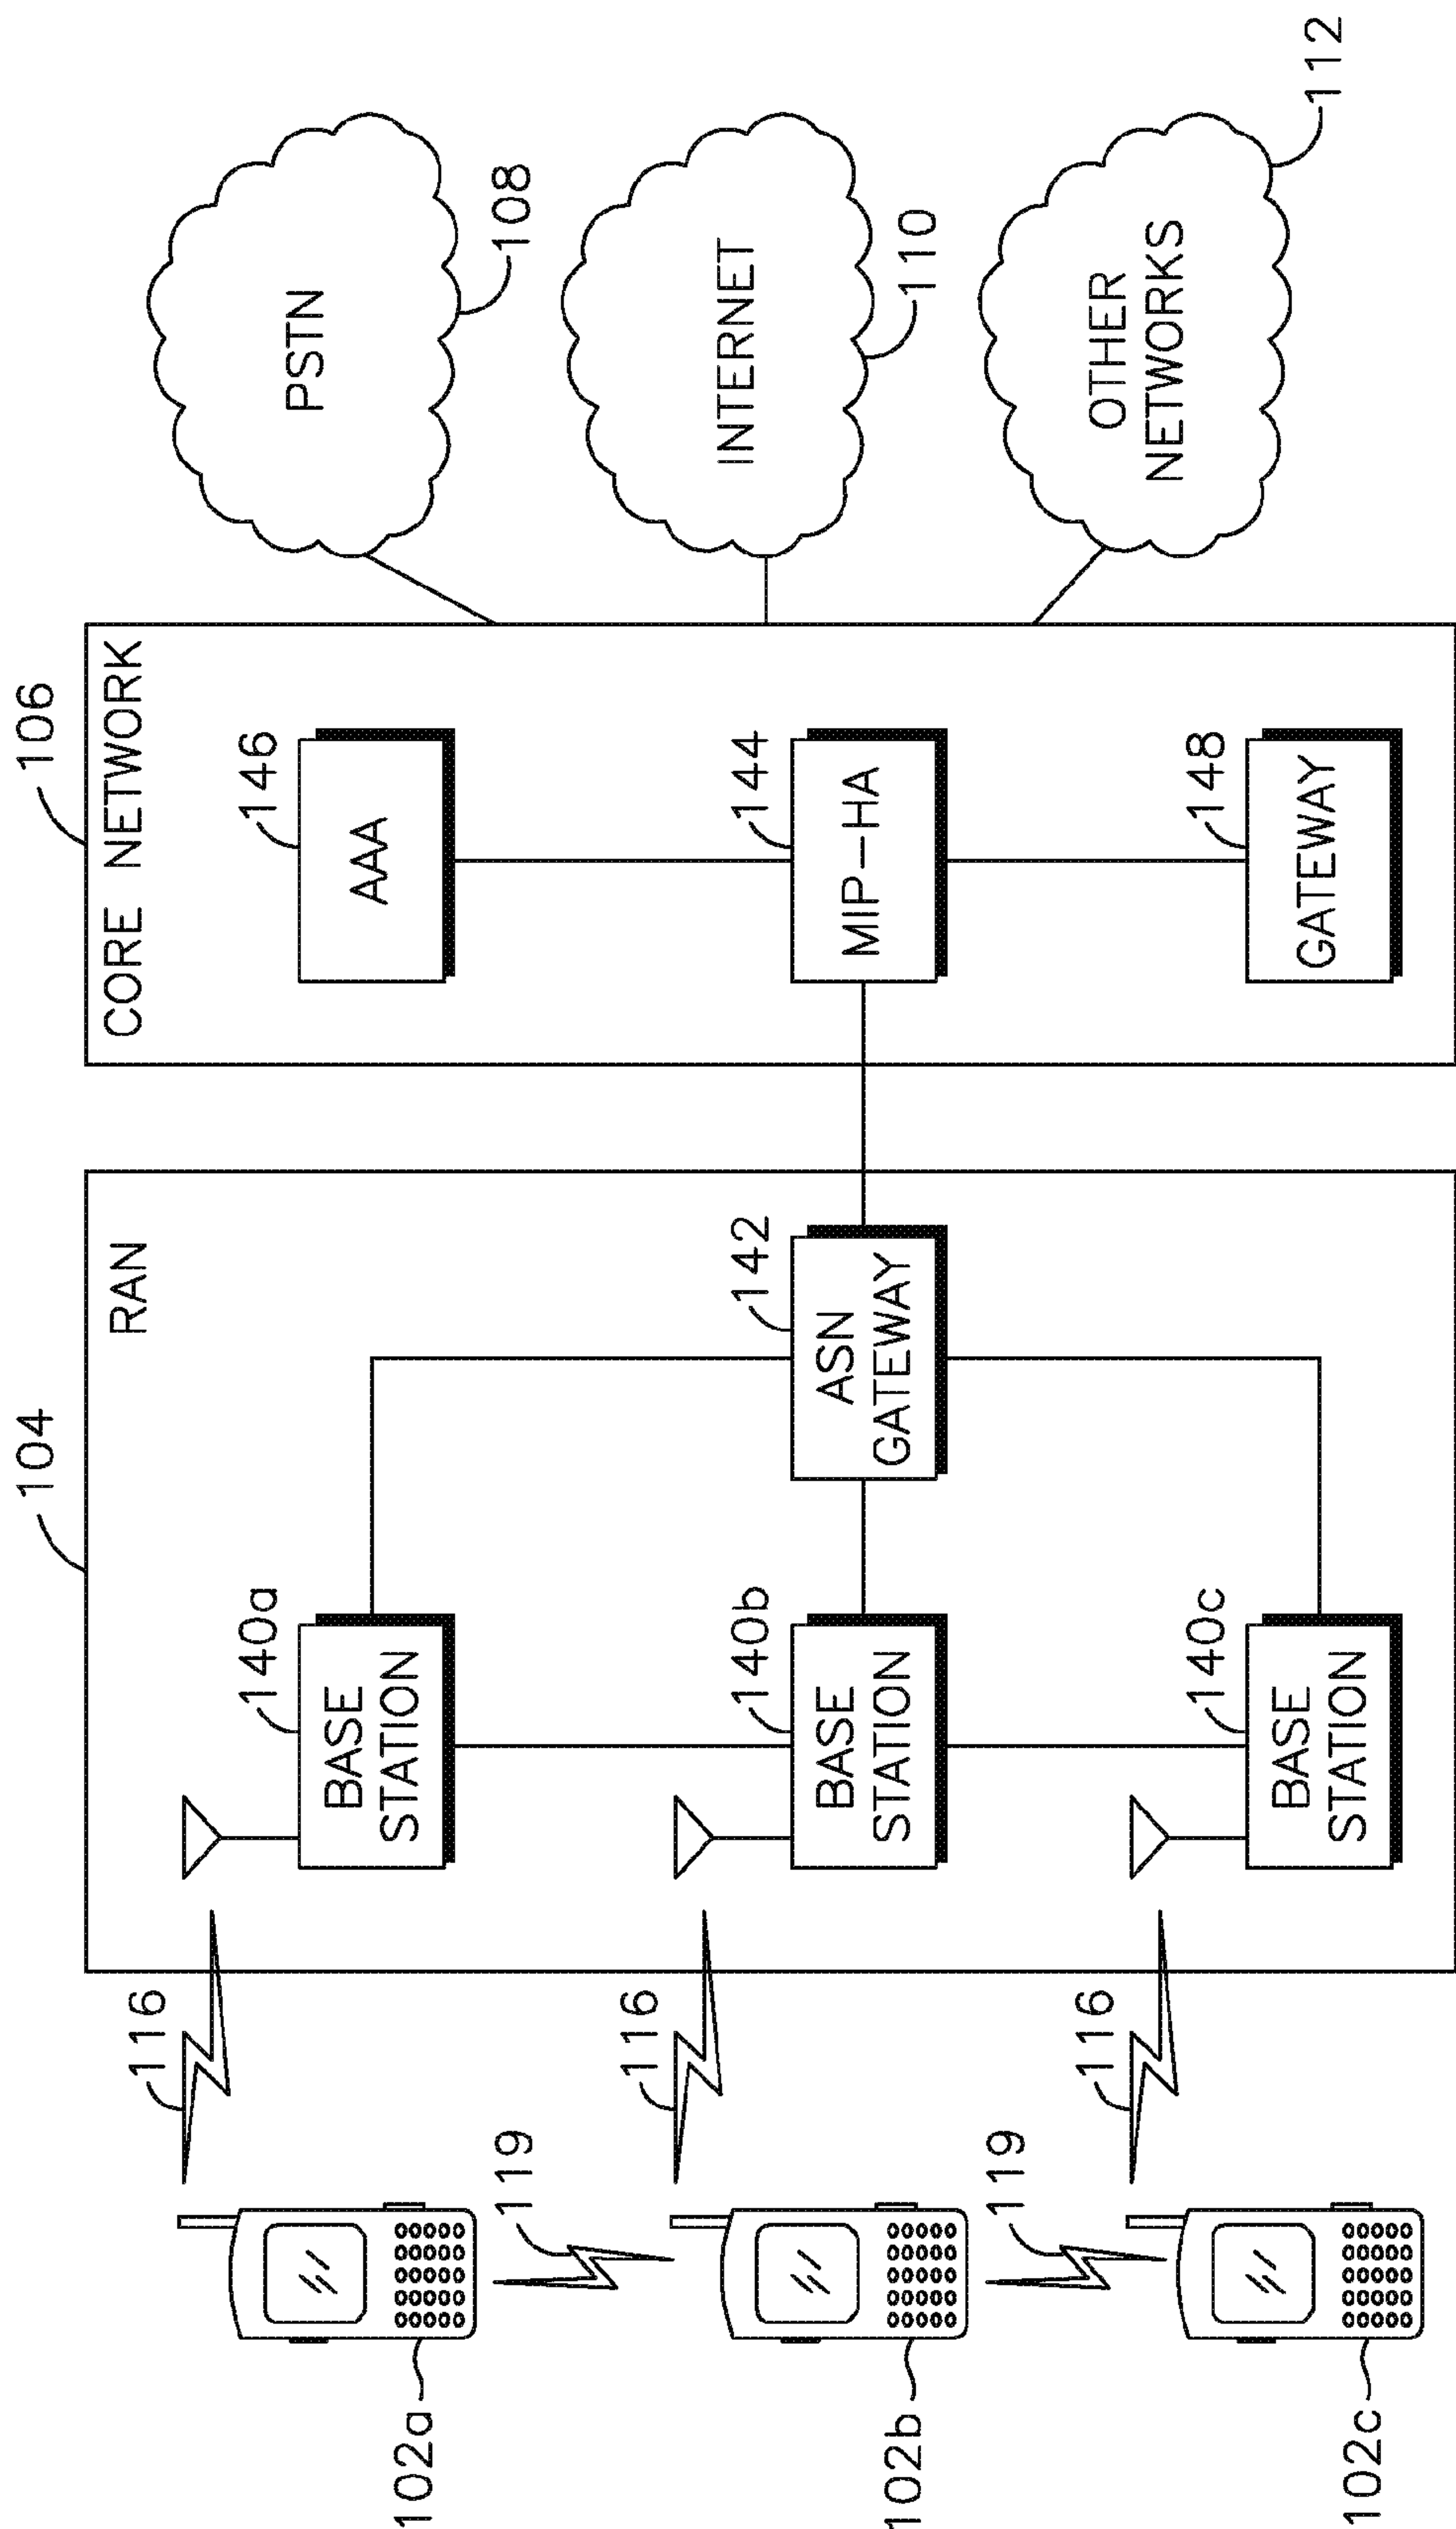 104
106
RAN
CORE NETWORK
116
140a
146
BASE
STATION
AAA
PSTN
108
102a
119
116
140b
142
144
BASE
STATION
ASN
GATEWAY
MIP-HA
INTERNET
110
102b
119
116
140c
148
BASE
STATION
GATEWAY
OTHER
NETWORKS
112
102c